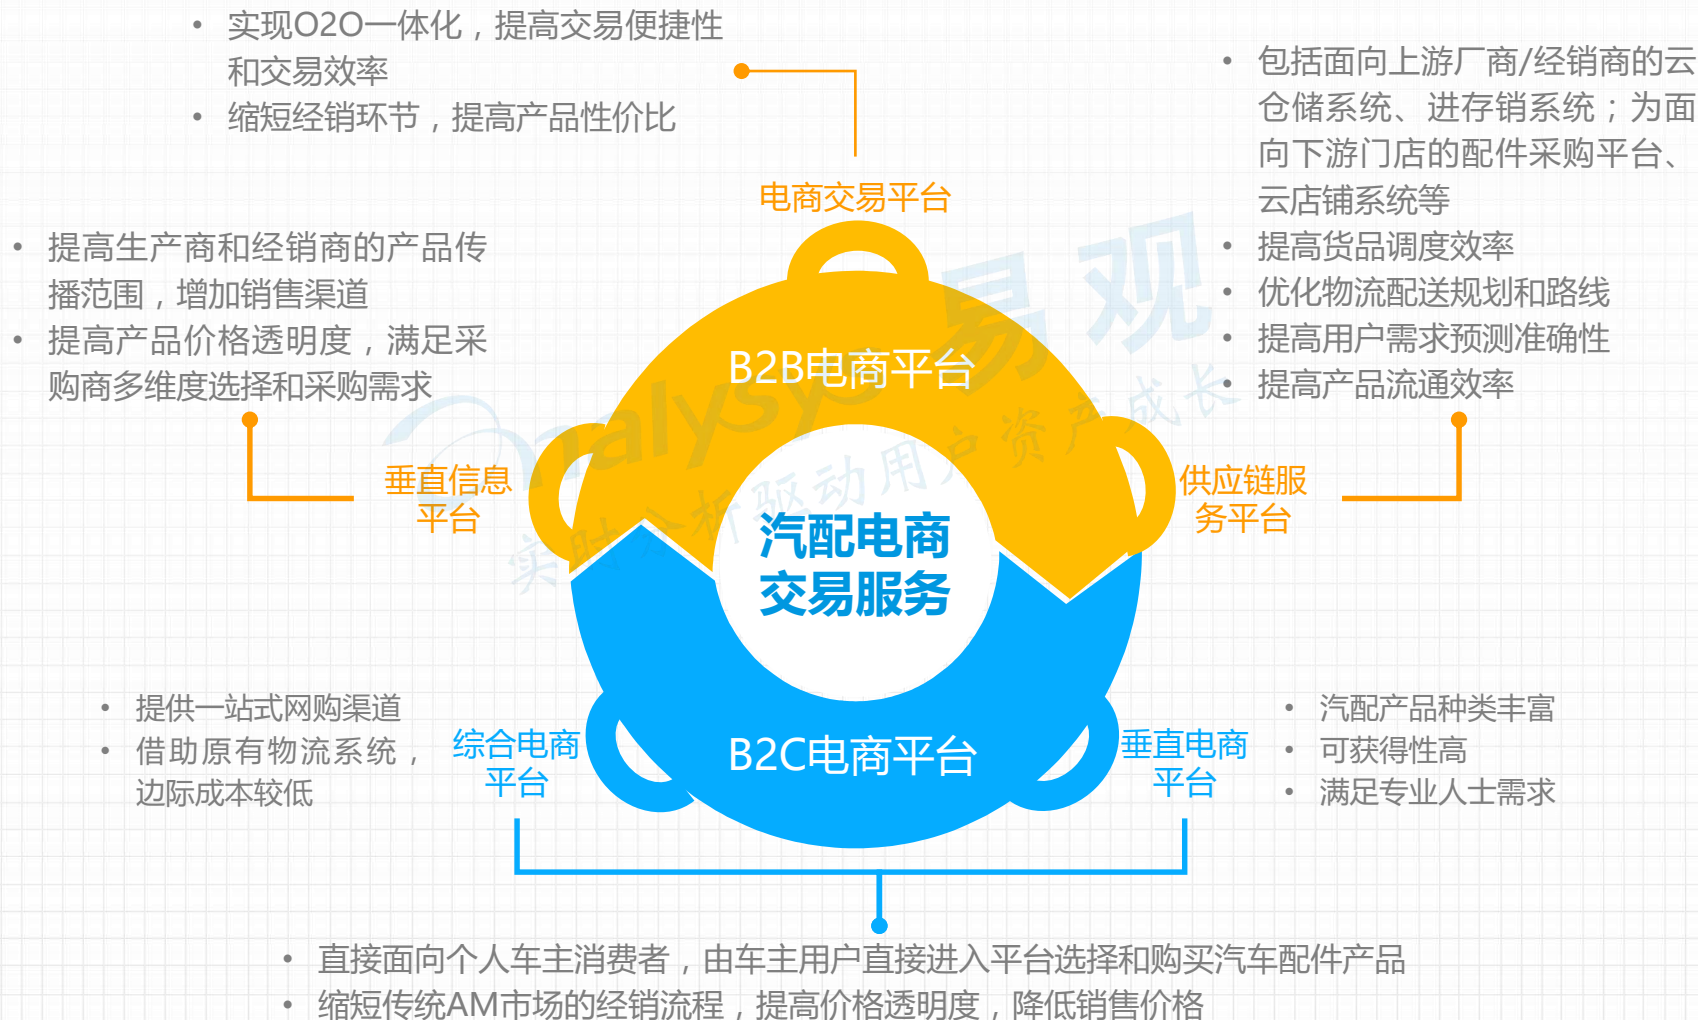 • 实现O2O一体化，提高交易便捷性
和交易效率
• 缩短经销环节，提高产品性价比
• 包括面向上游厂商/经销商的云
仓储系统、进存销系统；为面
向下游门店的配件采购平台、
云店铺系统等
• 提高货品调度效率
• 优化物流配送规划和路线
• 提高用户需求预测准确性
• 提高产品流通效率
电商交易平台
• 提高生产商和经销商的产品传
播范围，增加销售渠道
• 提高产品价格透明度，满足采
购商多维度选择和采购需求
B2B电商平台
垂直信息
平台
供应链服
务平台
汽配电商
交易服务
analysys 易观
实时分析驱动用户资产成长
• 提供一站式网购渠道
• 借助原有物流系统，
边际成本较低
综合电商
平台
B2C电商平台
垂直电商
平台
• 汽配产品种类丰富
• 可获得性高
• 满足专业人士需求
• 直接面向个人车主消费者，由车主用户直接进入平台选择和购买汽车配件产品
• 缩短传统AM市场的经销流程，提高价格透明度，降低销售价格